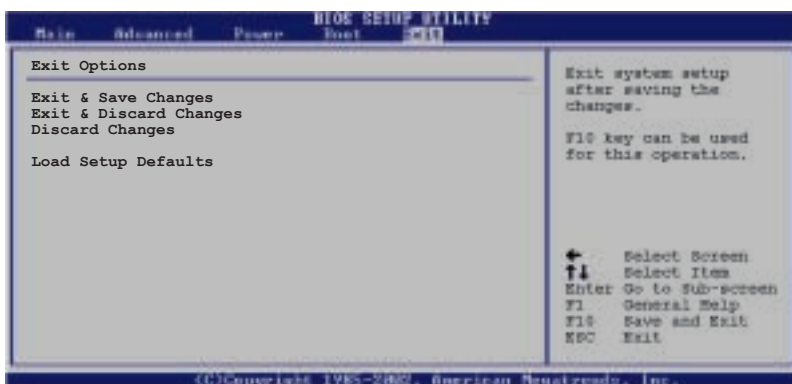 BIOS SETUP UTILITY
Main Advanced Power Boot Exit
Exit Options
Exit & Save Changes
Exit & Discard Changes
Discard Changes
Load Setup Defaults
Exit system setup
after saving the
changes.
F10 key can be used
for this operation.
← Select Screen
↑↓ Select Item
Enter Go to Sub-screen
F1 General Help
F10 Save and Exit
ESC Exit
(C)Copyright 1985-2002, American Megatrends, Inc.